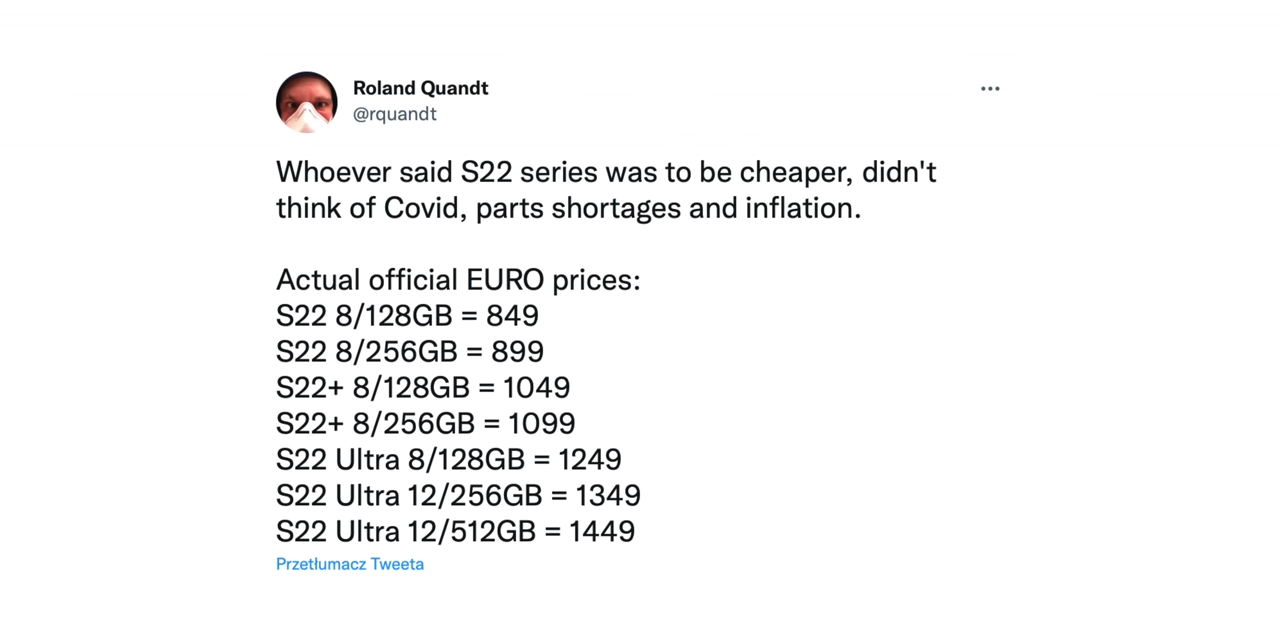 Roland Quandt
@rquandt
Whoever said S22 series was to be cheaper, didn't
think of Covid, parts shortages and inflation.
Actual official EURO prices:
S22 8/128GB = 849
S22 8/256GB = 899
S22+ 8/128GB = 1049
S22+ 8/256GB = 1099
S22 Ultra 8/128GB = 1249
S22 Ultra 12/256GB = 1349
S22 Ultra 12/512GB = 1449
Przetłumacz Tweeta